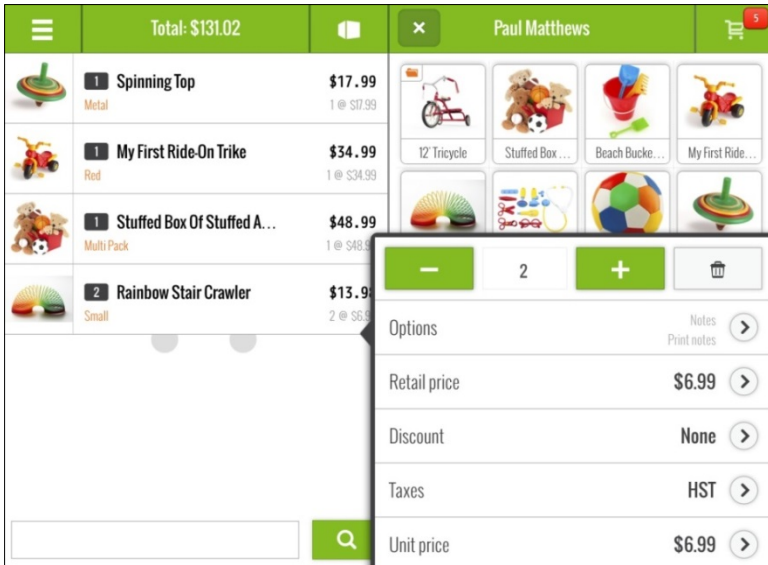 Total: $131.02
Paul Matthews
5
1 Spinning Top $17.99
Metal 1 @ $17.99
1 My First Ride-On Trike $34.99
Red 1 @ $34.99
1 Stuffed Box Of Stuffed A... $48.99
Multi Pack 1 @ $48.9
2 Rainbow Stair Crawler $13.9
Small 2 @ $6.9
12' Tricycle
Stuffed Box ...
Beach Bucke...
My First Ride...
2
Options
Notes
Print notes
Retail price $6.99
Discount None
Taxes HST
Unit price $6.99